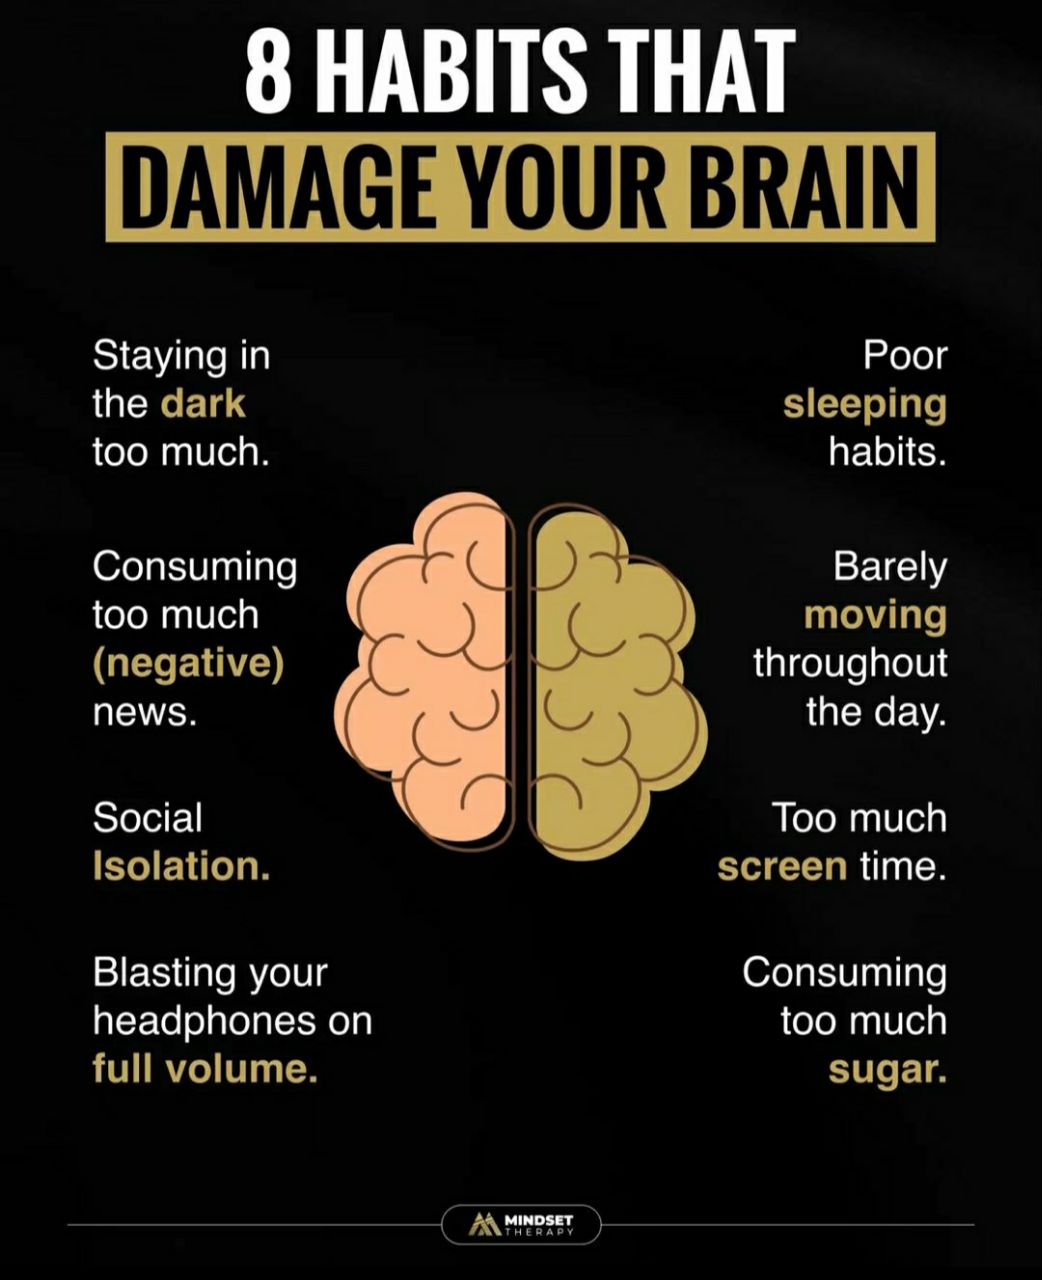 8 HABITS THAT
DAMAGE YOUR BRAIN
Staying in
the dark
too much.
Consuming
too much
(negative)
news.
Social
Isolation.
Blasting your
headphones on
full volume.
Poor
sleeping
habits.
Barely
moving
throughout
the day.
Too much
screen time.
Consuming
too much
sugar.
MINDSET
THERAPY